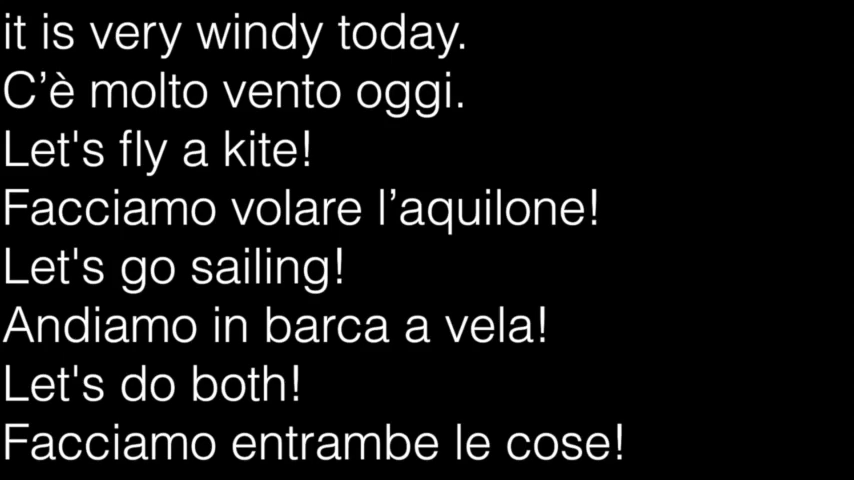 it is very windy today.
C’è molto vento oggi.
Let's fly a kite!
Facciamo volare l’aquilone!
Let's go sailing!
Andiamo in barca a vela!
Let's do both!
Facciamo entrambe le cose!